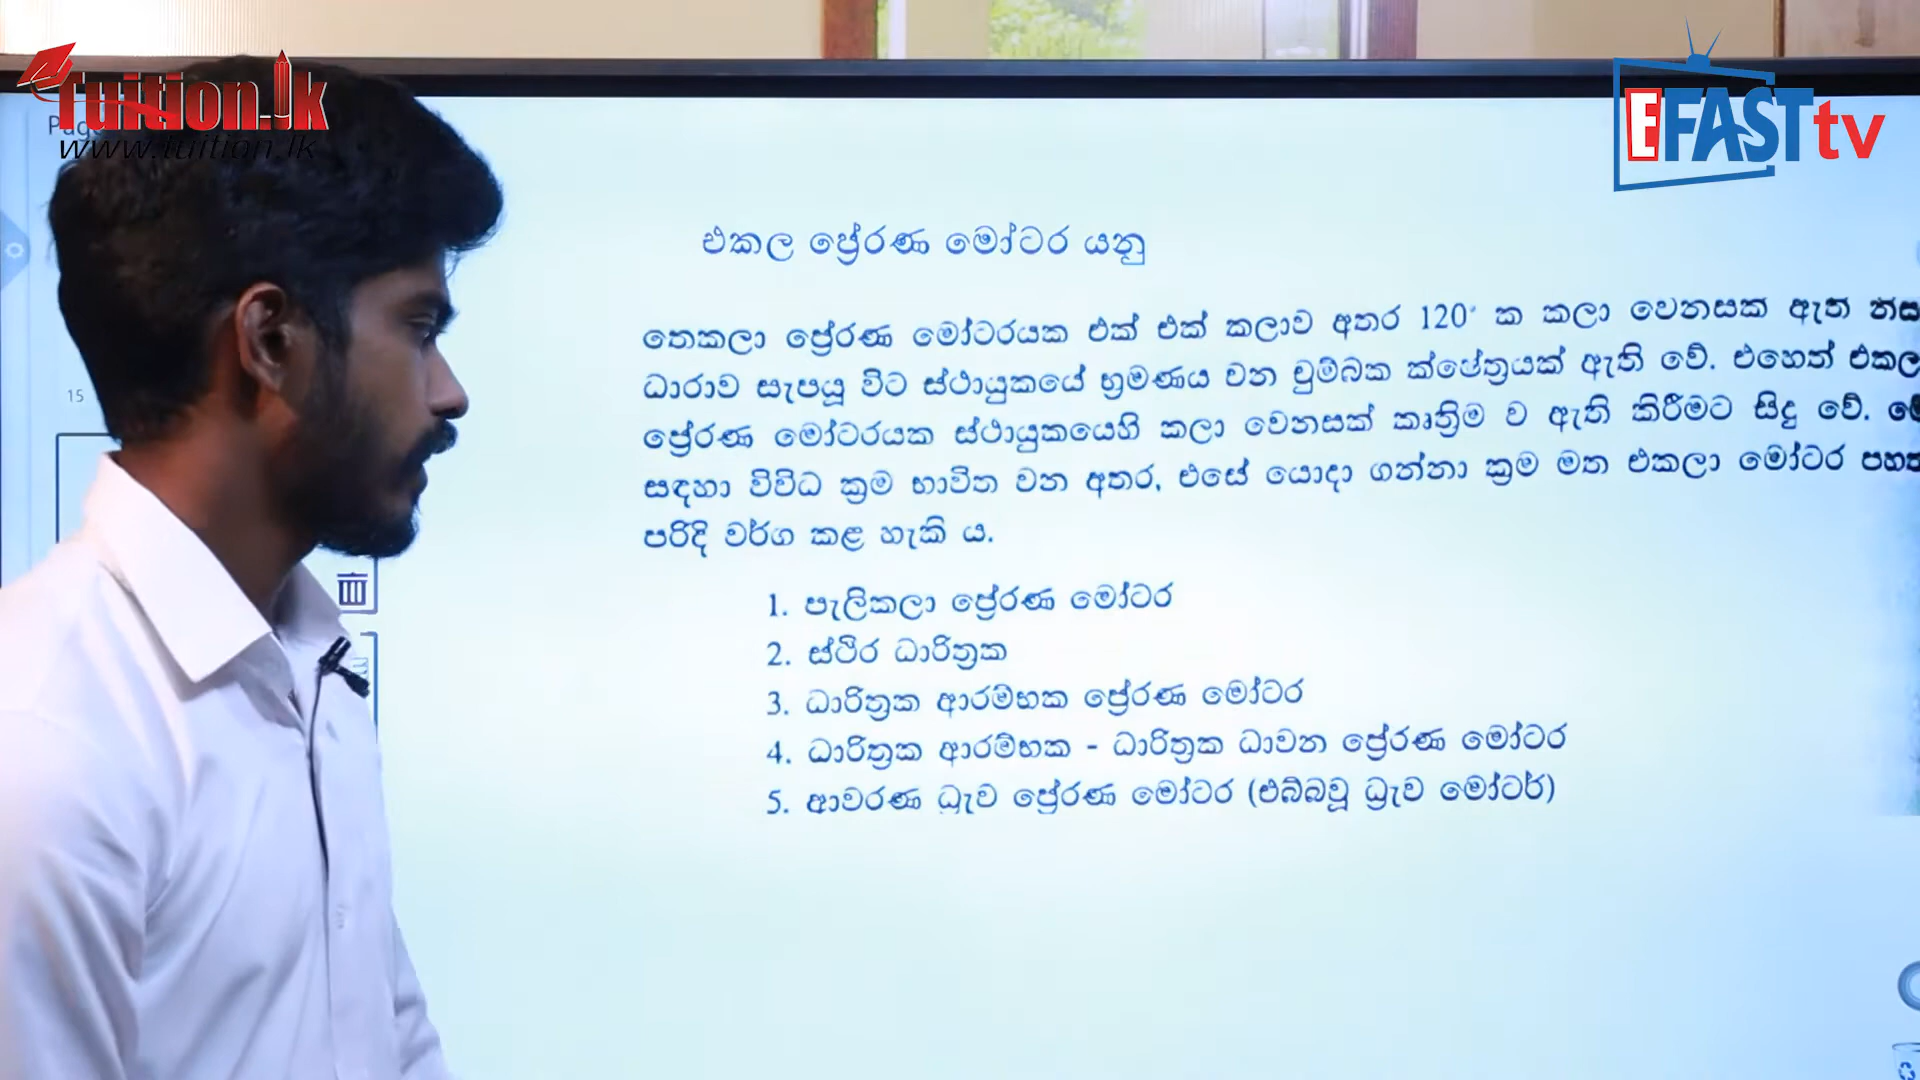 Tuition.lk
www.tuition.lk
EFAST tv
එකල ප්‍රේරණ මෝටර යනු
තෙකලා ප්‍රේරණ මෝටරයක එක් එක් කලාව අතර 120° ක කලා වෙනසක් ඇති නිසා
ධාරාව සැපයූ විට ස්ථායුකයේ භ්‍රමණය වන චුම්බක ක්ෂේත්‍රයක් ඇති වේ. එහෙත් එකල
ප්‍රේරණ මෝටරයක ස්ථායුකයෙහි කලා වෙනසක් කෘත්‍රිම ව ඇති කිරීමට සිදු වේ.
සඳහා විවිධ ක්‍රම භාවිත වන අතර, එසේ යොදා ගන්නා ක්‍රම මත එකලා මෝටර පහත
පරිදි වර්ග කළ හැකි ය.
1. පැලිකලා ප්‍රේරණ මෝටර
2. ස්ථිර ධාරිත්‍රක
3. ධාරිත්‍රක ආරම්භක ප්‍රේරණ මෝටර
4. ධාරිත්‍රක ආරම්භක - ධාරිත්‍රක ධාවන ප්‍රේරණ මෝටර
5. ආවරණ ධ්‍රැව ප්‍රේරණ මෝටර (එබ්බවූ ධ්‍රැව මෝටර්)
15